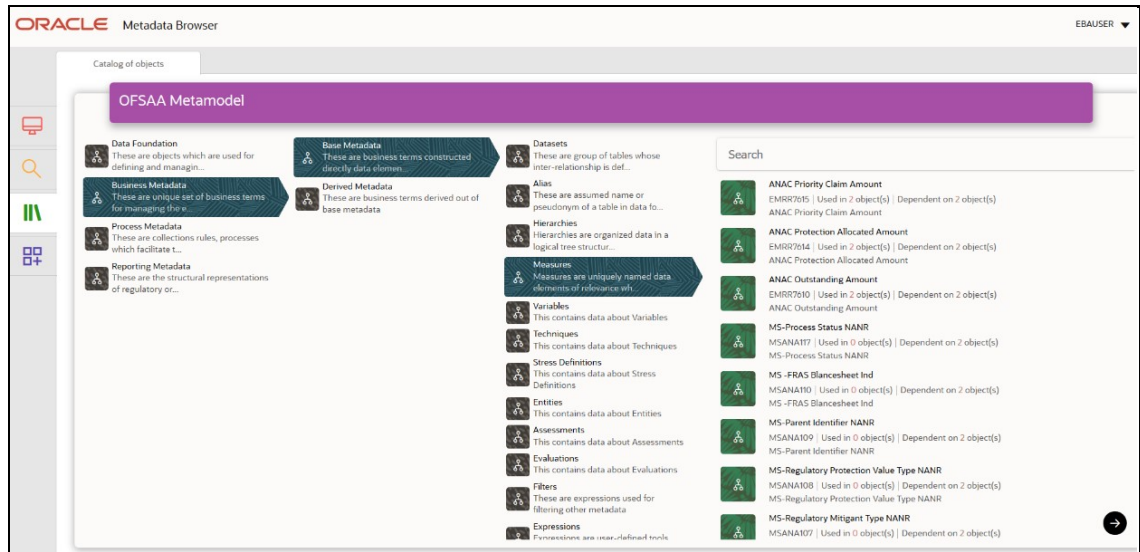 ORACLE Metadata Browser
EBAUSER
Catalog of objects
OFSAA Metamodel
Data Foundation
These are objects which are used for
defining and managin...
Business Metadata
These are unique set of business terms
for managing the e...
Process Metadata
These are collections rules, processes
which facilitate t...
Reporting Metadata
These are the structural representations
of regulatory or...
Base Metadata
These are business terms constructed
directly data elemen...
Derived Metadata
These are business terms derived out of
base metadata
Datasets
These are group of tables whose
inter-relationship is def...
Alias
These are assumed name or
pseudonym of a table in data fo...
Hierarchies
Hierarchies are organized data in a
logical tree structur...
Measures
Measures are uniquely named data
elements of relevance wh...
Variables
This contains data about Variables
Techniques
This contains data about Techniques
Stress Definitions
This contains data about Stress
Definitions
Entities
This contains data about Entities
Assessments
This contains data about Assessments
Evaluations
This contains data about Evaluations
Filters
These are expressions used for
filtering other metadata
Expressions
Expressions are user-defined tools
Search
ANAC Priority Claim Amount
EMRR7615 | Used in 2 object(s) | Dependent on 2 object(s)
ANAC Priority Claim Amount
ANAC Protection Allocated Amount
EMRR7614 | Used in 2 object(s) | Dependent on 2 object(s)
ANAC Protection Allocated Amount
ANAC Outstanding Amount
EMRR7610 | Used in 2 object(s) | Dependent on 2 object(s)
ANAC Outstanding Amount
MS-Process Status NANR
MSANA117 | Used in 0 object(s) | Dependent on 2 object(s)
MS-Process Status NANR
MS -FRAS Blancesheet Ind
MSANA110 | Used in 0 object(s) | Dependent on 2 object(s)
MS -FRAS Blancesheet Ind
MS-Parent Identifier NANR
MSANA109 | Used in 0 object(s) | Dependent on 2 object(s)
MS-Parent Identifier NANR
MS-Regulatory Protection Value Type NANR
MSANA108 | Used in 0 object(s) | Dependent on 2 object(s)
MS-Regulatory Protection Value Type NANR
MS-Regulatory Mitigant Type NANR
MSANA107 | Used in 0 object(s) | Dependent on 2 object(s)